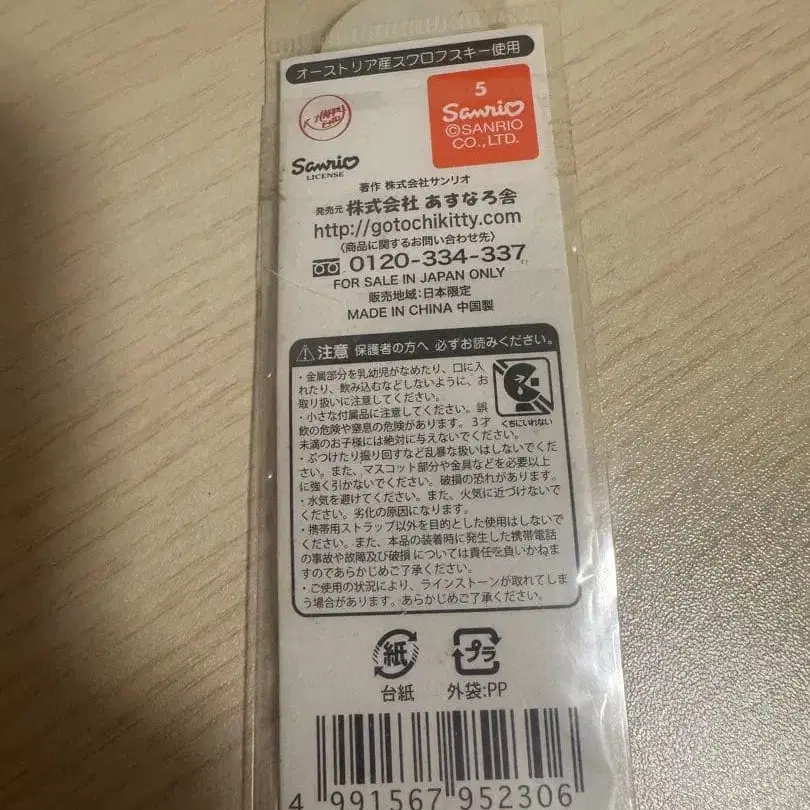 オーストリア産スワロフスキー使用
5
Sanrio
©SANRIO
CO., LTD.
Sanrio
LICENSE
著作 株式会社サンリオ
発売元 株式会社 あすなろ舎
http://gotochikitty.com
〈商品に関するお問い合わせ先〉
0120-334-337
FOR SALE IN JAPAN ONLY
販売地域:日本限定
MADE IN CHINA 中国製
注意 保護者の方へ 必ずお読みください。
・金属部分を乳幼児がなめたり、口に入
れたり、飲み込むなどしないように、お
取り扱いに注意してください。
・小さな付属品に注意してください。誤
飲の危険や窒息の危険があります。3才
未満のお子様には絶対に与えないでください。
くちにいれない
・ぶつけたり振り回すなど乱暴な扱いはしないでくだ
さい。また、マスコット部分や金具などを必要以上
に強く引かないでください。破損の恐れがあります。
・水気を避けてください。また、火気に近づけないで
ください。劣化の原因になります。
・携帯用ストラップ以外を目的とした使用はしないで
ください。また、本品の装着時に発生した携帯電話
の事故や故障及び破損 については責任を負いかねま
すのであらかじめご了承ください。
・ご使用の状況により、ラインストーンが取れてしま
う場合があります。あらかじめご了承ください。
紙 プラ
台紙 外袋:PP
4 991567 952306